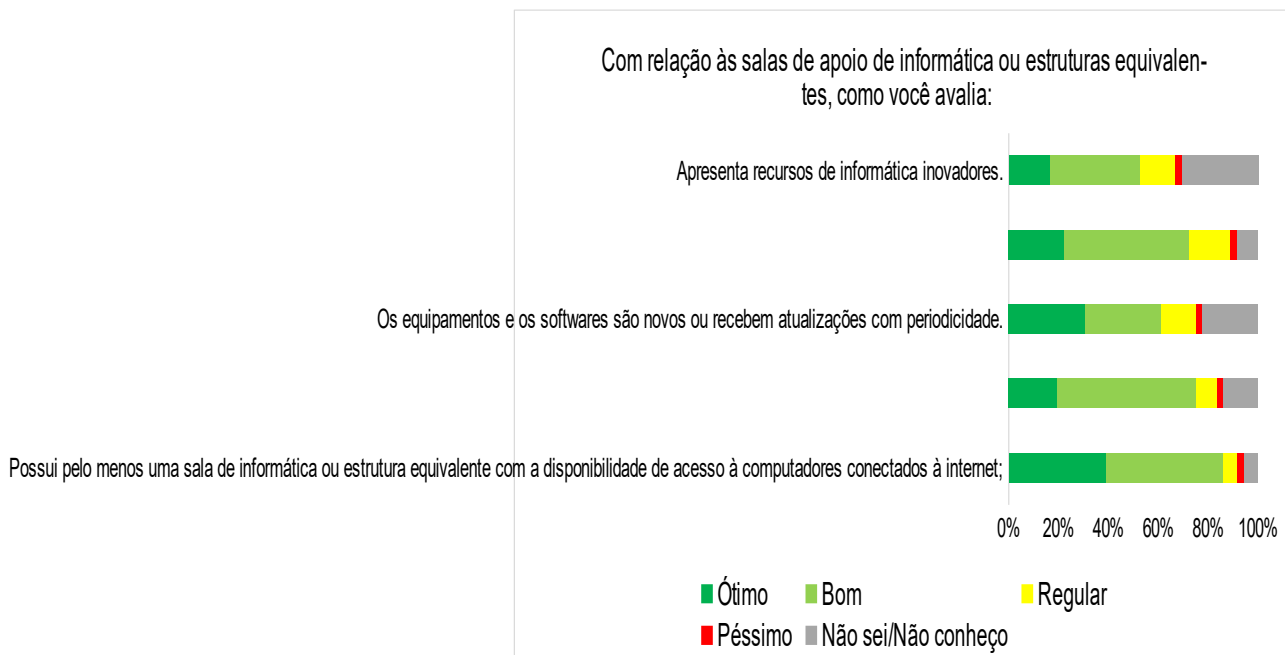 Com relação às salas de apoio de informática ou estruturas equivalen-
tes, como você avalia:
Apresenta recursos de informática inovadores.
Os equipamentos e os softwares são novos ou recebem atualizações com periodicidade.
Possui pelo menos uma sala de informática ou estrutura equivalente com a disponibilidade de acesso à computadores conectados à internet;
0% 20% 40% 60% 80% 100%
Ótimo Bom Regular
Péssimo Não sei/Não conheço